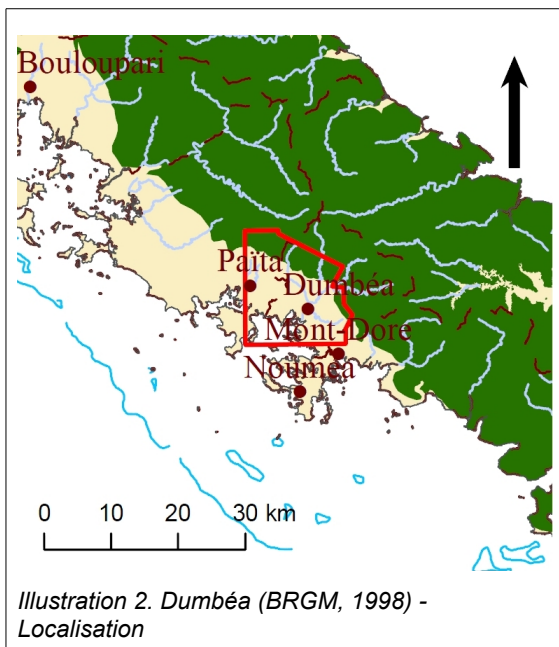 Bouloupari
Païta
Dumbéa
Mont-Dore
Nouméa
0 10 20 30 km
Illustration 2. Dumbéa (BRGM, 1998) -
Localisation